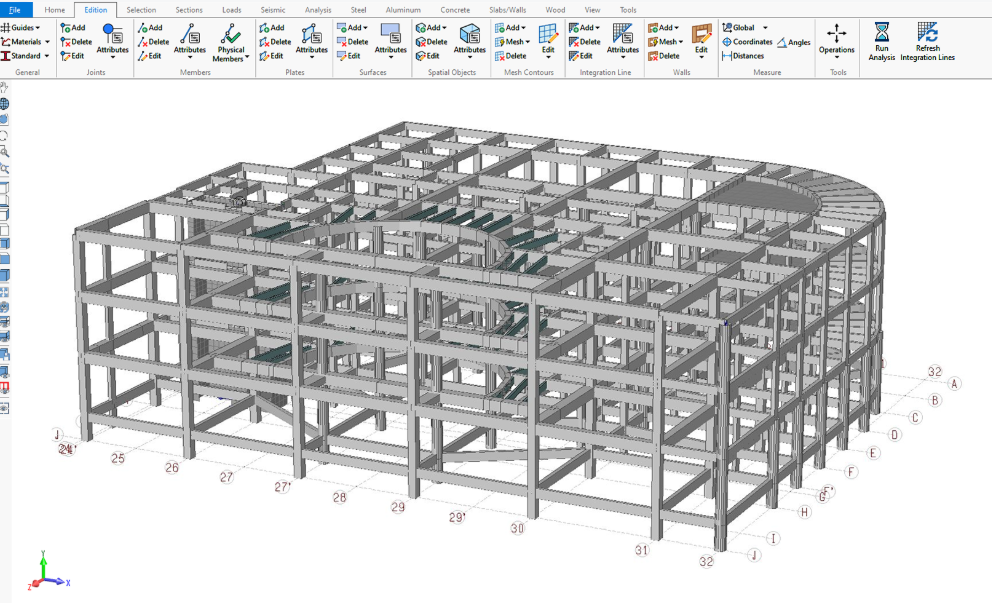 File Home Edition Selection Sections Loads Seismic Analysis Steel Aluminum Concrete Slabs/Walls Wood View Tools
Guides Add Add Add Add Add Add Add Add Global
Materials Delete Attributes Delete Attributes Physical Members Delete Attributes Delete Attributes Delete Attributes Mesh Edit Delete Attributes Mesh Edit Coordinates Angles Operations Run Analysis Refresh Integration Lines
Standard Edit Edit Edit Edit Edit Delete Edit Delete Distances
General Joints Members Plates Surfaces Spatial Objects Mesh Contours Integration Line Walls Measure Tools
32 A
B
C
J D
24'
25 E
26 F
27 F'
27' G
28 H
29
29'
30 I
31 J
32
Y
Z X